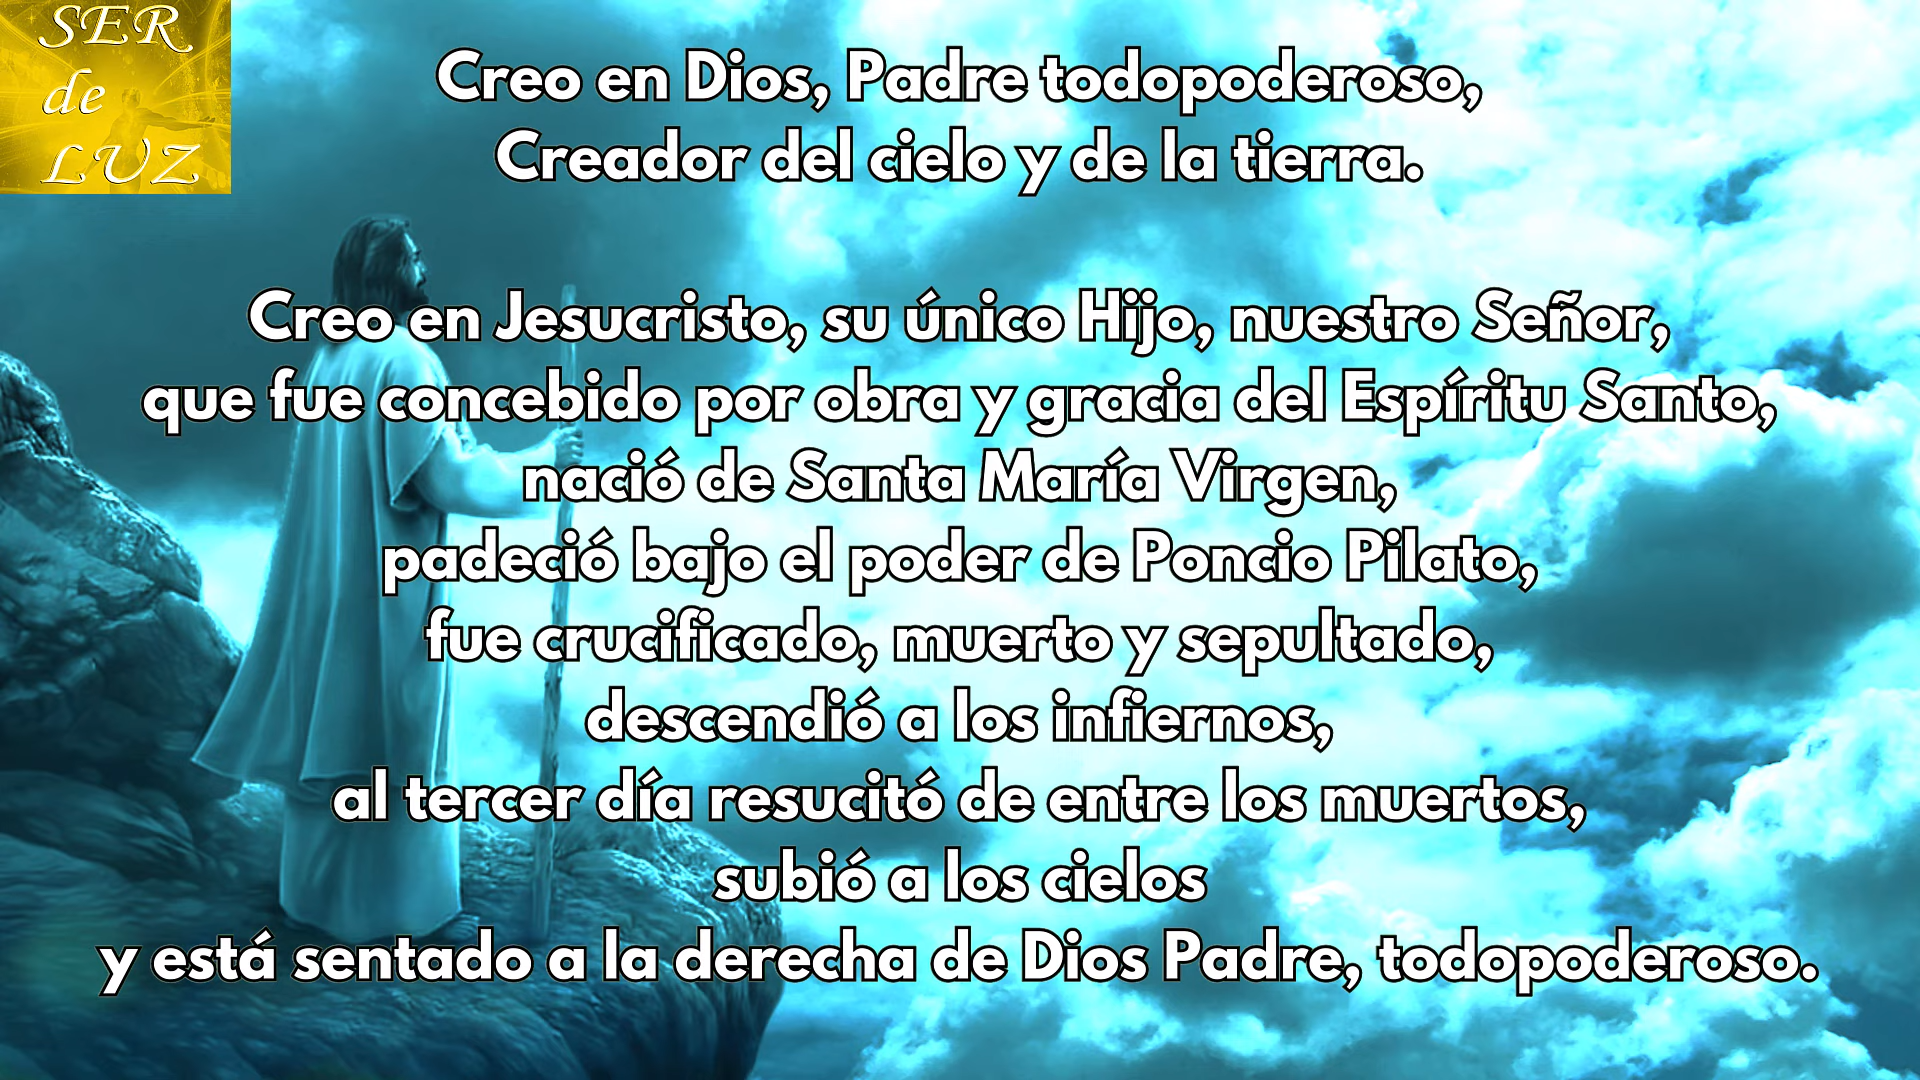 SER
de
LUZ
Creo en Dios, Padre todopoderoso,
Creador del cielo y de la tierra.
Creo en Jesucristo, su único Hijo, nuestro Señor,
que fue concebido por obra y gracia del Espíritu Santo,
nació de Santa María Virgen,
padeció bajo el poder de Poncio Pilato,
fue crucificado, muerto y sepultado,
descendió a los infiernos,
al tercer día resucitó de entre los muertos,
subió a los cielos
y está sentado a la derecha de Dios Padre, todopoderoso.